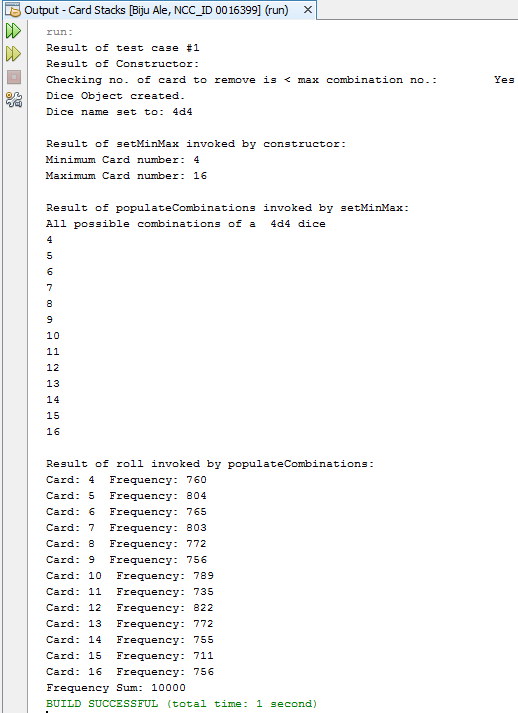 Output - Card Stacks [Biju Ale, NCC_ID 0016399] (run) ×
run:
Result of test case #1
Result of Constructor:
Checking no. of card to remove is < max combination no.: Yes
Dice Object created.
Dice name set to: 4d4
Result of setMinMax invoked by constructor:
Minimum Card number: 4
Maximum Card number: 16
Result of populateCombinations invoked by setMinMax:
All possible combinations of a  4d4 dice
4
5
6
7
8
9
10
11
12
13
14
15
16
Result of roll invoked by populateCombinations:
Card: 4  Frequency: 760
Card: 5  Frequency: 804
Card: 6  Frequency: 765
Card: 7  Frequency: 803
Card: 8  Frequency: 772
Card: 9  Frequency: 756
Card: 10  Frequency: 789
Card: 11  Frequency: 735
Card: 12  Frequency: 822
Card: 13  Frequency: 772
Card: 14  Frequency: 755
Card: 15  Frequency: 711
Card: 16  Frequency: 756
Frequency Sum: 10000
BUILD SUCCESSFUL (total time: 1 second)